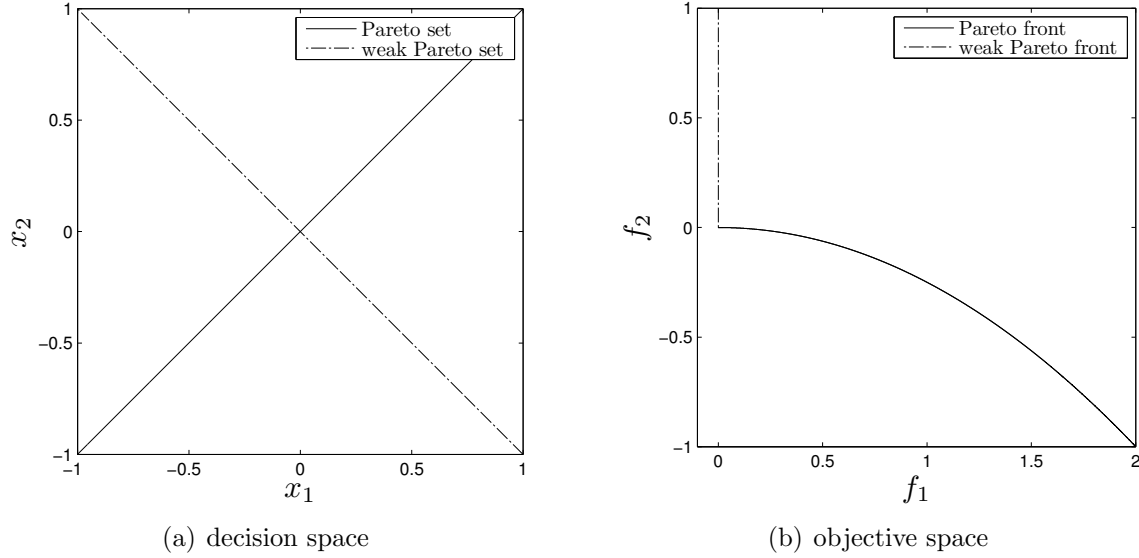 Pareto set
weak Pareto set
1
0.5
0
−0.5
−1
x2
−1
−0.5
0
0.5
1
x1
(a) decision space
Pareto front
weak Pareto front
1
0.5
0
−0.5
−1
f2
0
0.5
1
1.5
2
f1
(b) objective space